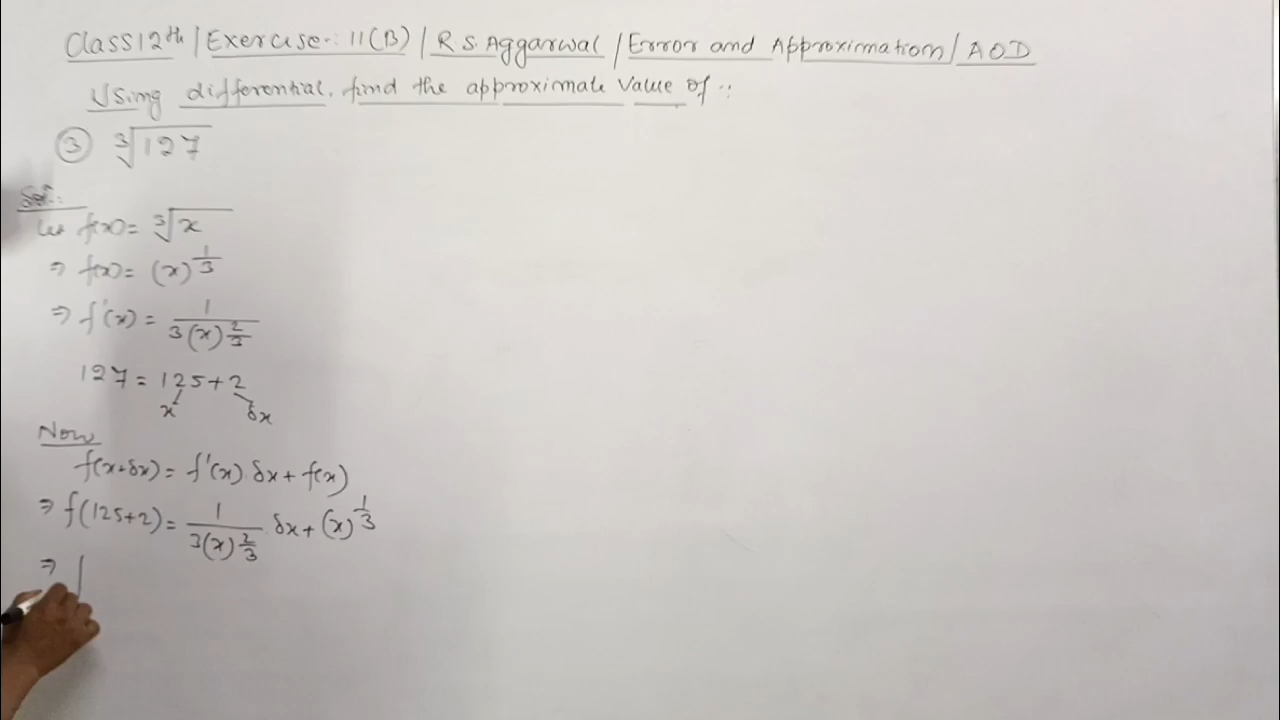 Class 12th / Exercise-: 11(B) / R S Aggarwal / Error and Approximation / AOD
Using differential, find the approximate value of :
③ ∛127
Sol:
Let f(x) = ∛x
⇒ f(x) = (x)^(1/3)
⇒ f'(x) = 1/(3(x)^(2/3))
127 = 125 + 2
x δx
Now
f(x+δx) = f'(x) . δx + f(x)
⇒ f(125+2) = 1/(3(x)^(2/3)) . δx + (x)^(1/3)
⇒